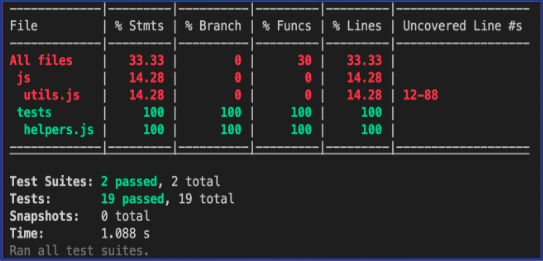 File | % Stmts | % Branch | % Funcs | % Lines | Uncovered Line #s
All files | 33.33 | 0 | 30 | 33.33 |
js | 14.28 | 0 | 0 | 14.28 |
utils.js | 14.28 | 0 | 0 | 14.28 | 12-88
tests | 100 | 100 | 100 | 100 |
helpers.js | 100 | 100 | 100 | 100 |
Test Suites: 2 passed, 2 total
Tests: 19 passed, 19 total
Snapshots: 0 total
Time: 1.088 s
Ran all test suites.